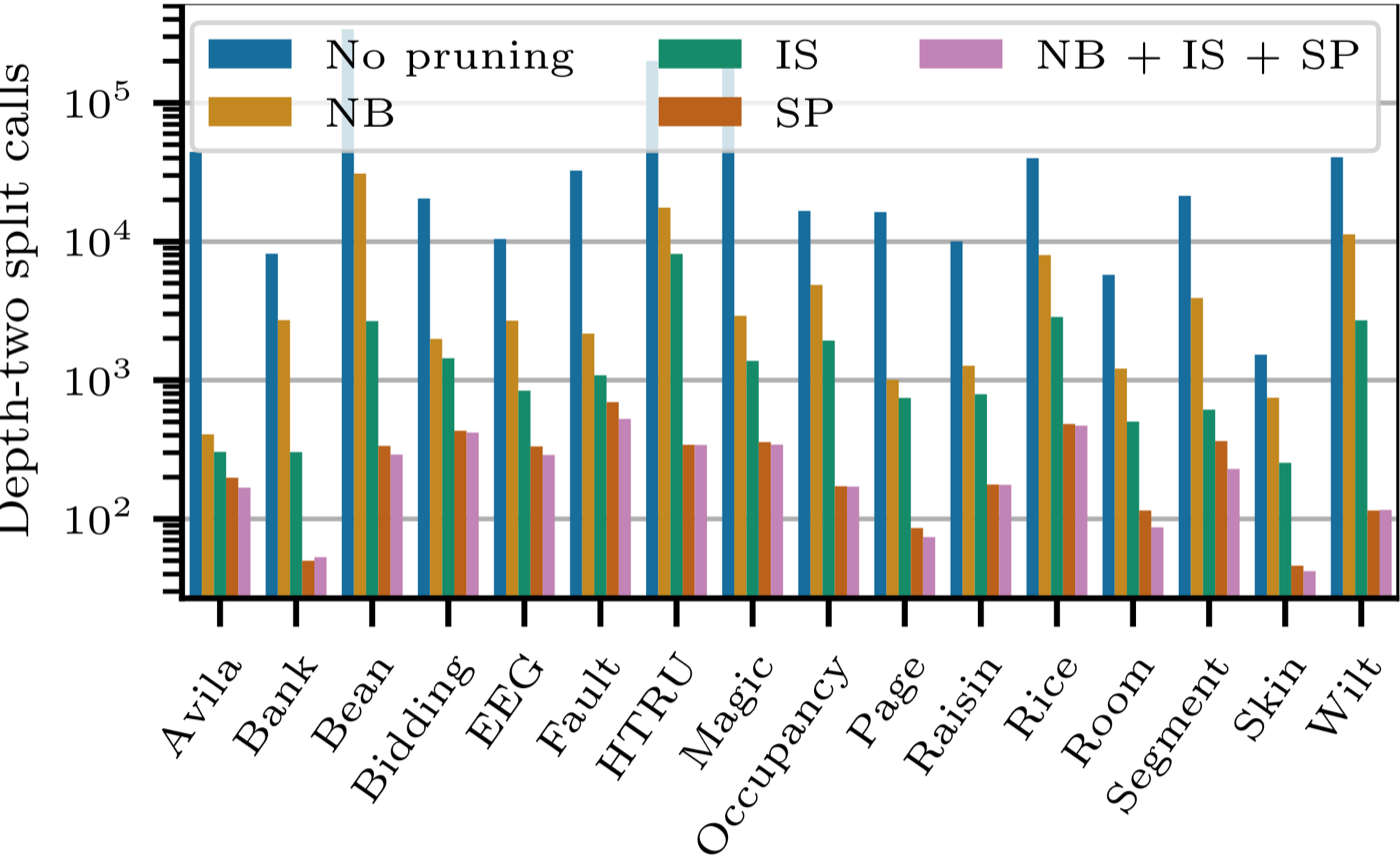 Depth-two split calls
10^5
10^4
10^3
10^2
No pruning
NB
IS
SP
NB + IS + SP
Avila
Bank
Bean
Bidding
EEG
Fault
HTRU
Magic
Occupancy
Page
Raisin
Rice
Room
Segment
Skin
Wilt